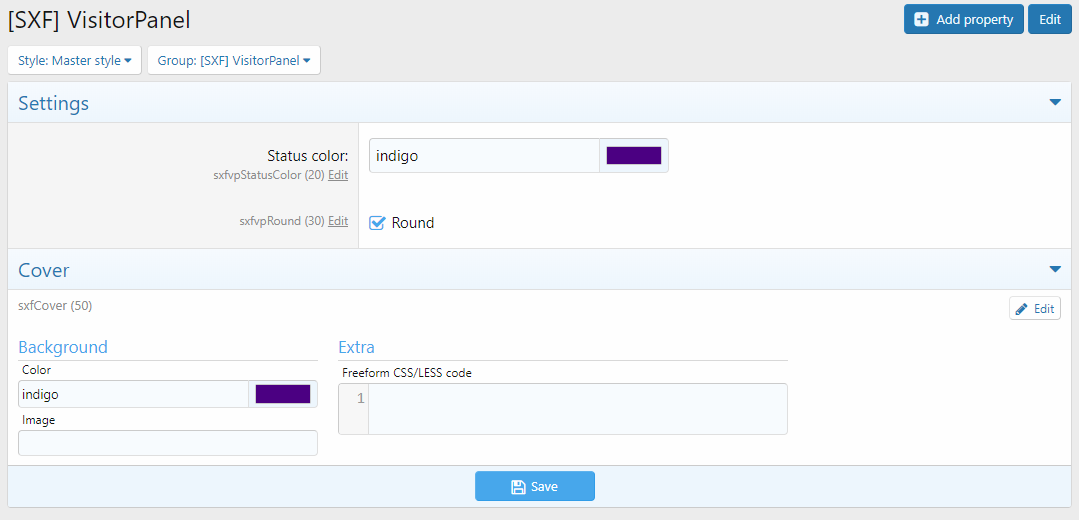 [SXF] VisitorPanel
Add property
Edit
Style: Master style
Group: [SXF] VisitorPanel
Settings
Status color:
indigo
sxfvpStatusColor (20) Edit
sxfvpRound (30) Edit
Round
Cover
sxfCover (50)
Edit
Background
Extra
Color
Freeform CSS/LESS code
indigo
1
Image
Save